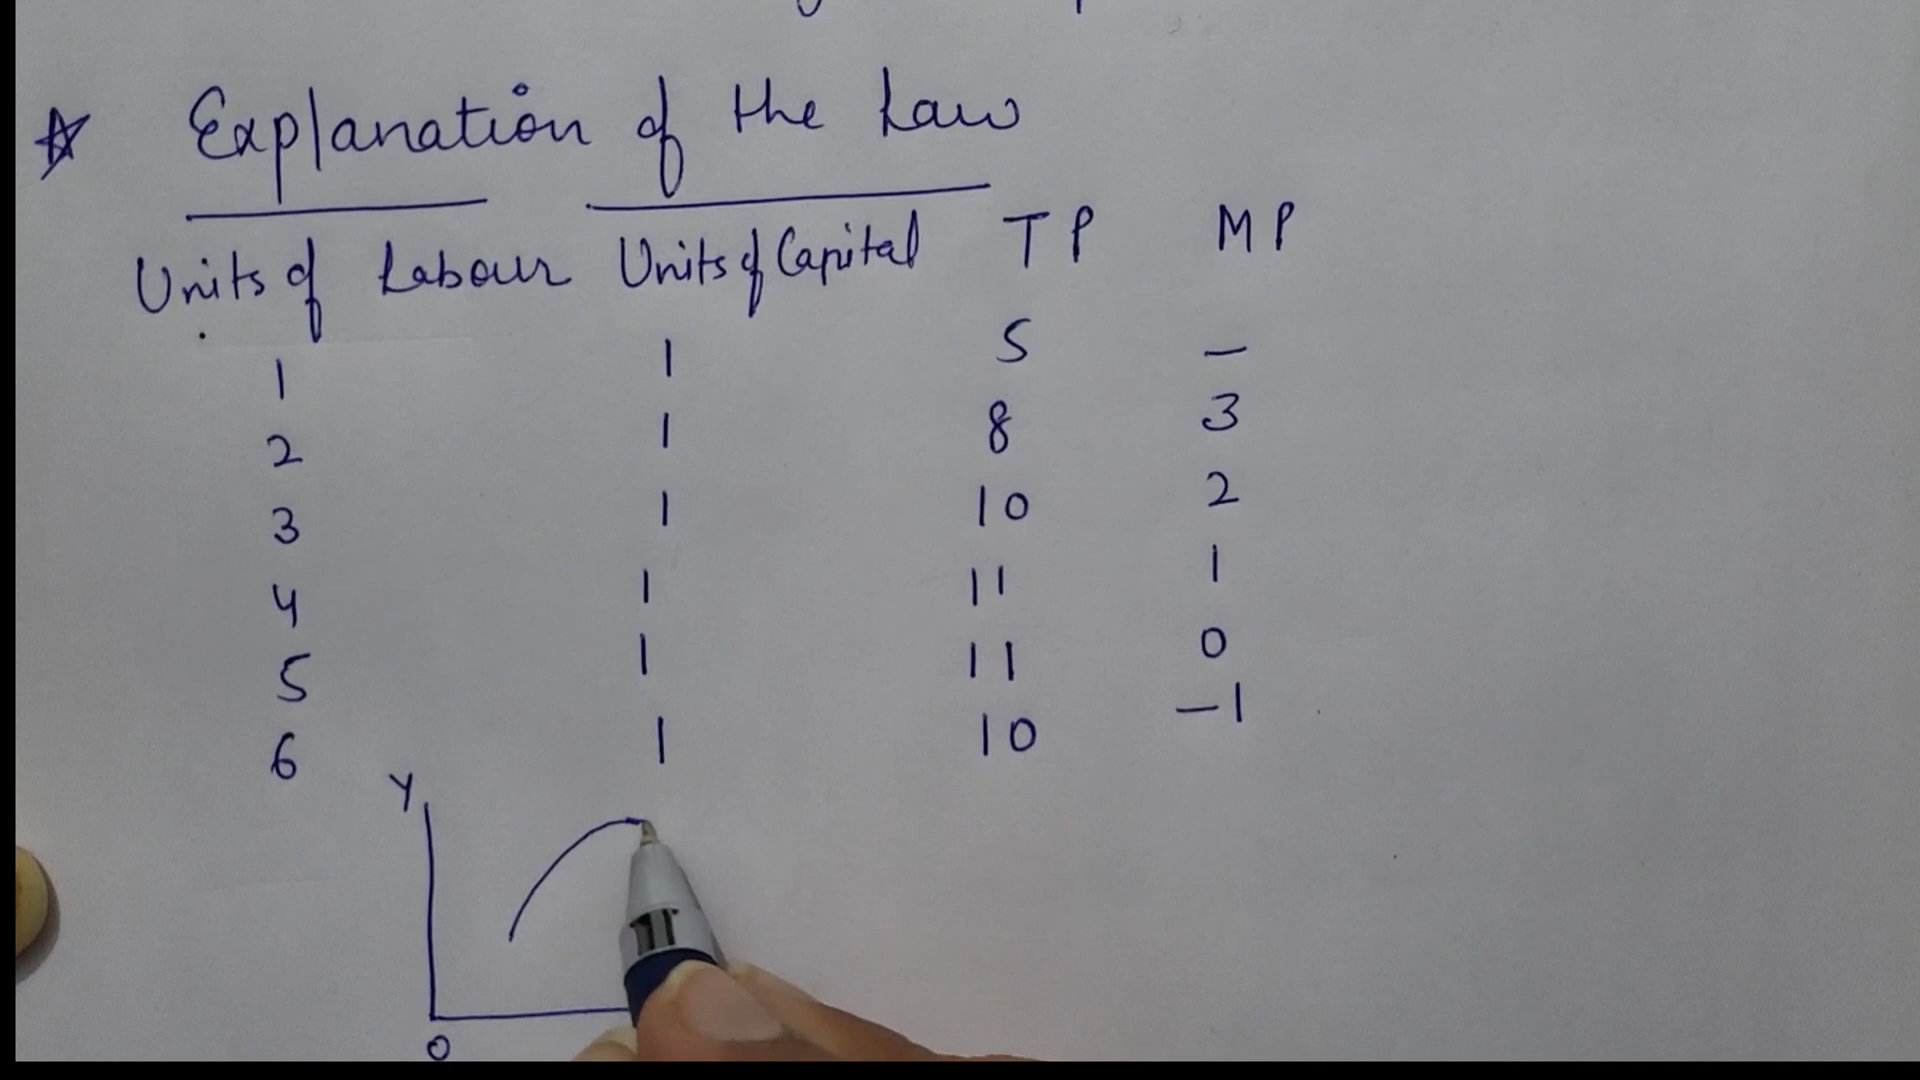 Explanation of the Law
Units of Labour Units of Capital TP MP
1 1 5 —
2 1 8 3
3 1 10 2
4 1 11 1
5 1 11 0
6 1 10 -1
Y
0